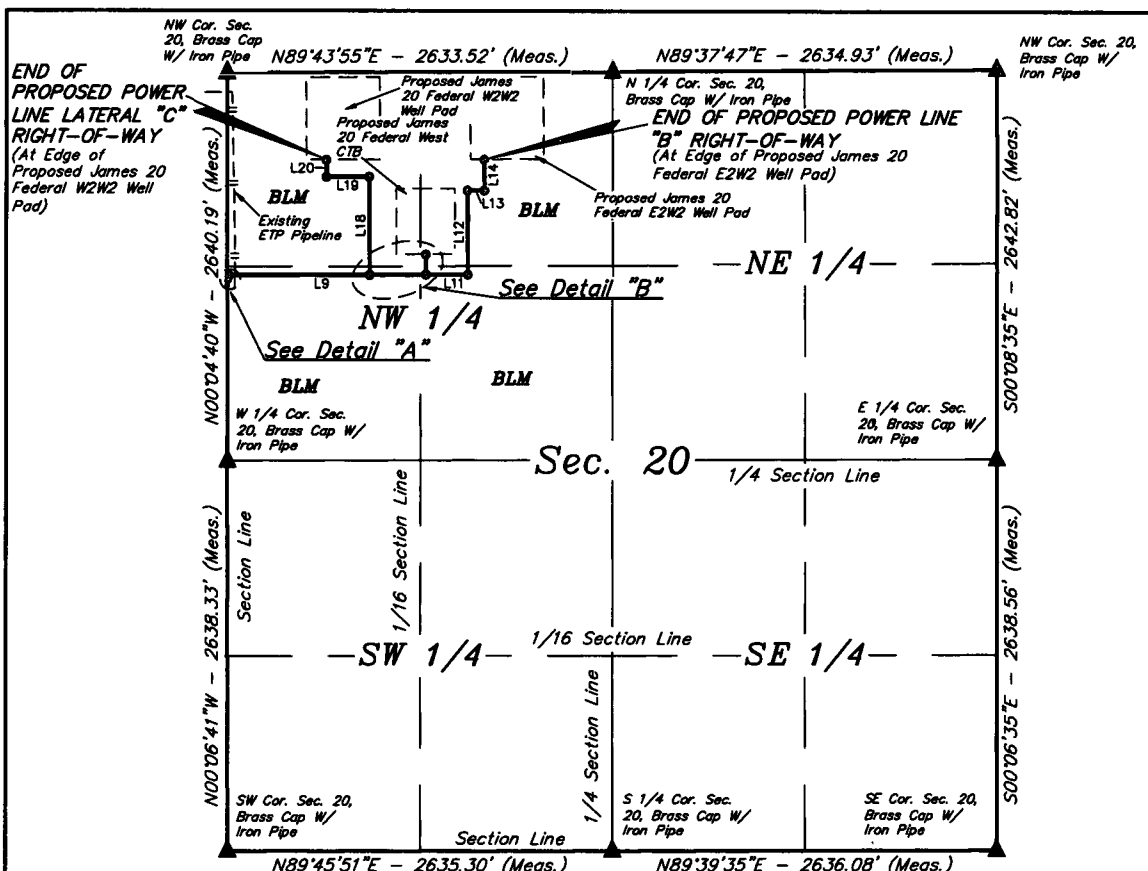 NW Cor. Sec.
20, Brass Cap
W/ Iron Pipe
N89°43'55"E - 2633.52' (Meas.)
N89°37'47"E - 2634.93' (Meas.)
NW Cor. Sec. 20,
Brass Cap W/
Iron Pipe
END OF
PROPOSED POWER
LINE LATERAL "C"
RIGHT-OF-WAY
(At Edge of
Proposed James 20
Federal W2W2 Well
Pad)
Proposed James
20 Federal W2W2
Well Pad
Proposed James
20 Federal West
CTB
N 1/4 Cor. Sec. 20,
Brass Cap W/ Iron Pipe
END OF PROPOSED POWER LINE
"B" RIGHT-OF-WAY
(At Edge of Proposed James 20
Federal E2W2 Well Pad)
Proposed James 20
Federal E2W2 Well Pad
L20
L19
L18
L14
L13
L12
L9
L11
BLM
BLM
Existing
ETP Pipeline
N00°04'40"W - 2640.19' (Meas.)
S00°08'35"E - 2642.82' (Meas.)
NE 1/4
See Detail "B"
NW 1/4
See Detail "A"
BLM
BLM
W 1/4 Cor. Sec.
20, Brass Cap W/
Iron Pipe
E 1/4 Cor. Sec.
20, Brass Cap W/
Iron Pipe
Sec. 20
1/4 Section Line
Section Line
1/16 Section Line
N00°06'41"W - 2638.33' (Meas.)
S00°06'35"E - 2638.56' (Meas.)
1/16 Section Line
SW 1/4
SE 1/4
1/4 Section Line
SW Cor. Sec. 20,
Brass Cap W/
Iron Pipe
S 1/4 Cor. Sec.
20, Brass Cap W/
Iron Pipe
SE Cor. Sec. 20,
Brass Cap W/
Iron Pipe
Section Line
N89°45'51"E - 2635.30' (Meas.)
N89°39'35"E - 2636.08' (Meas.)